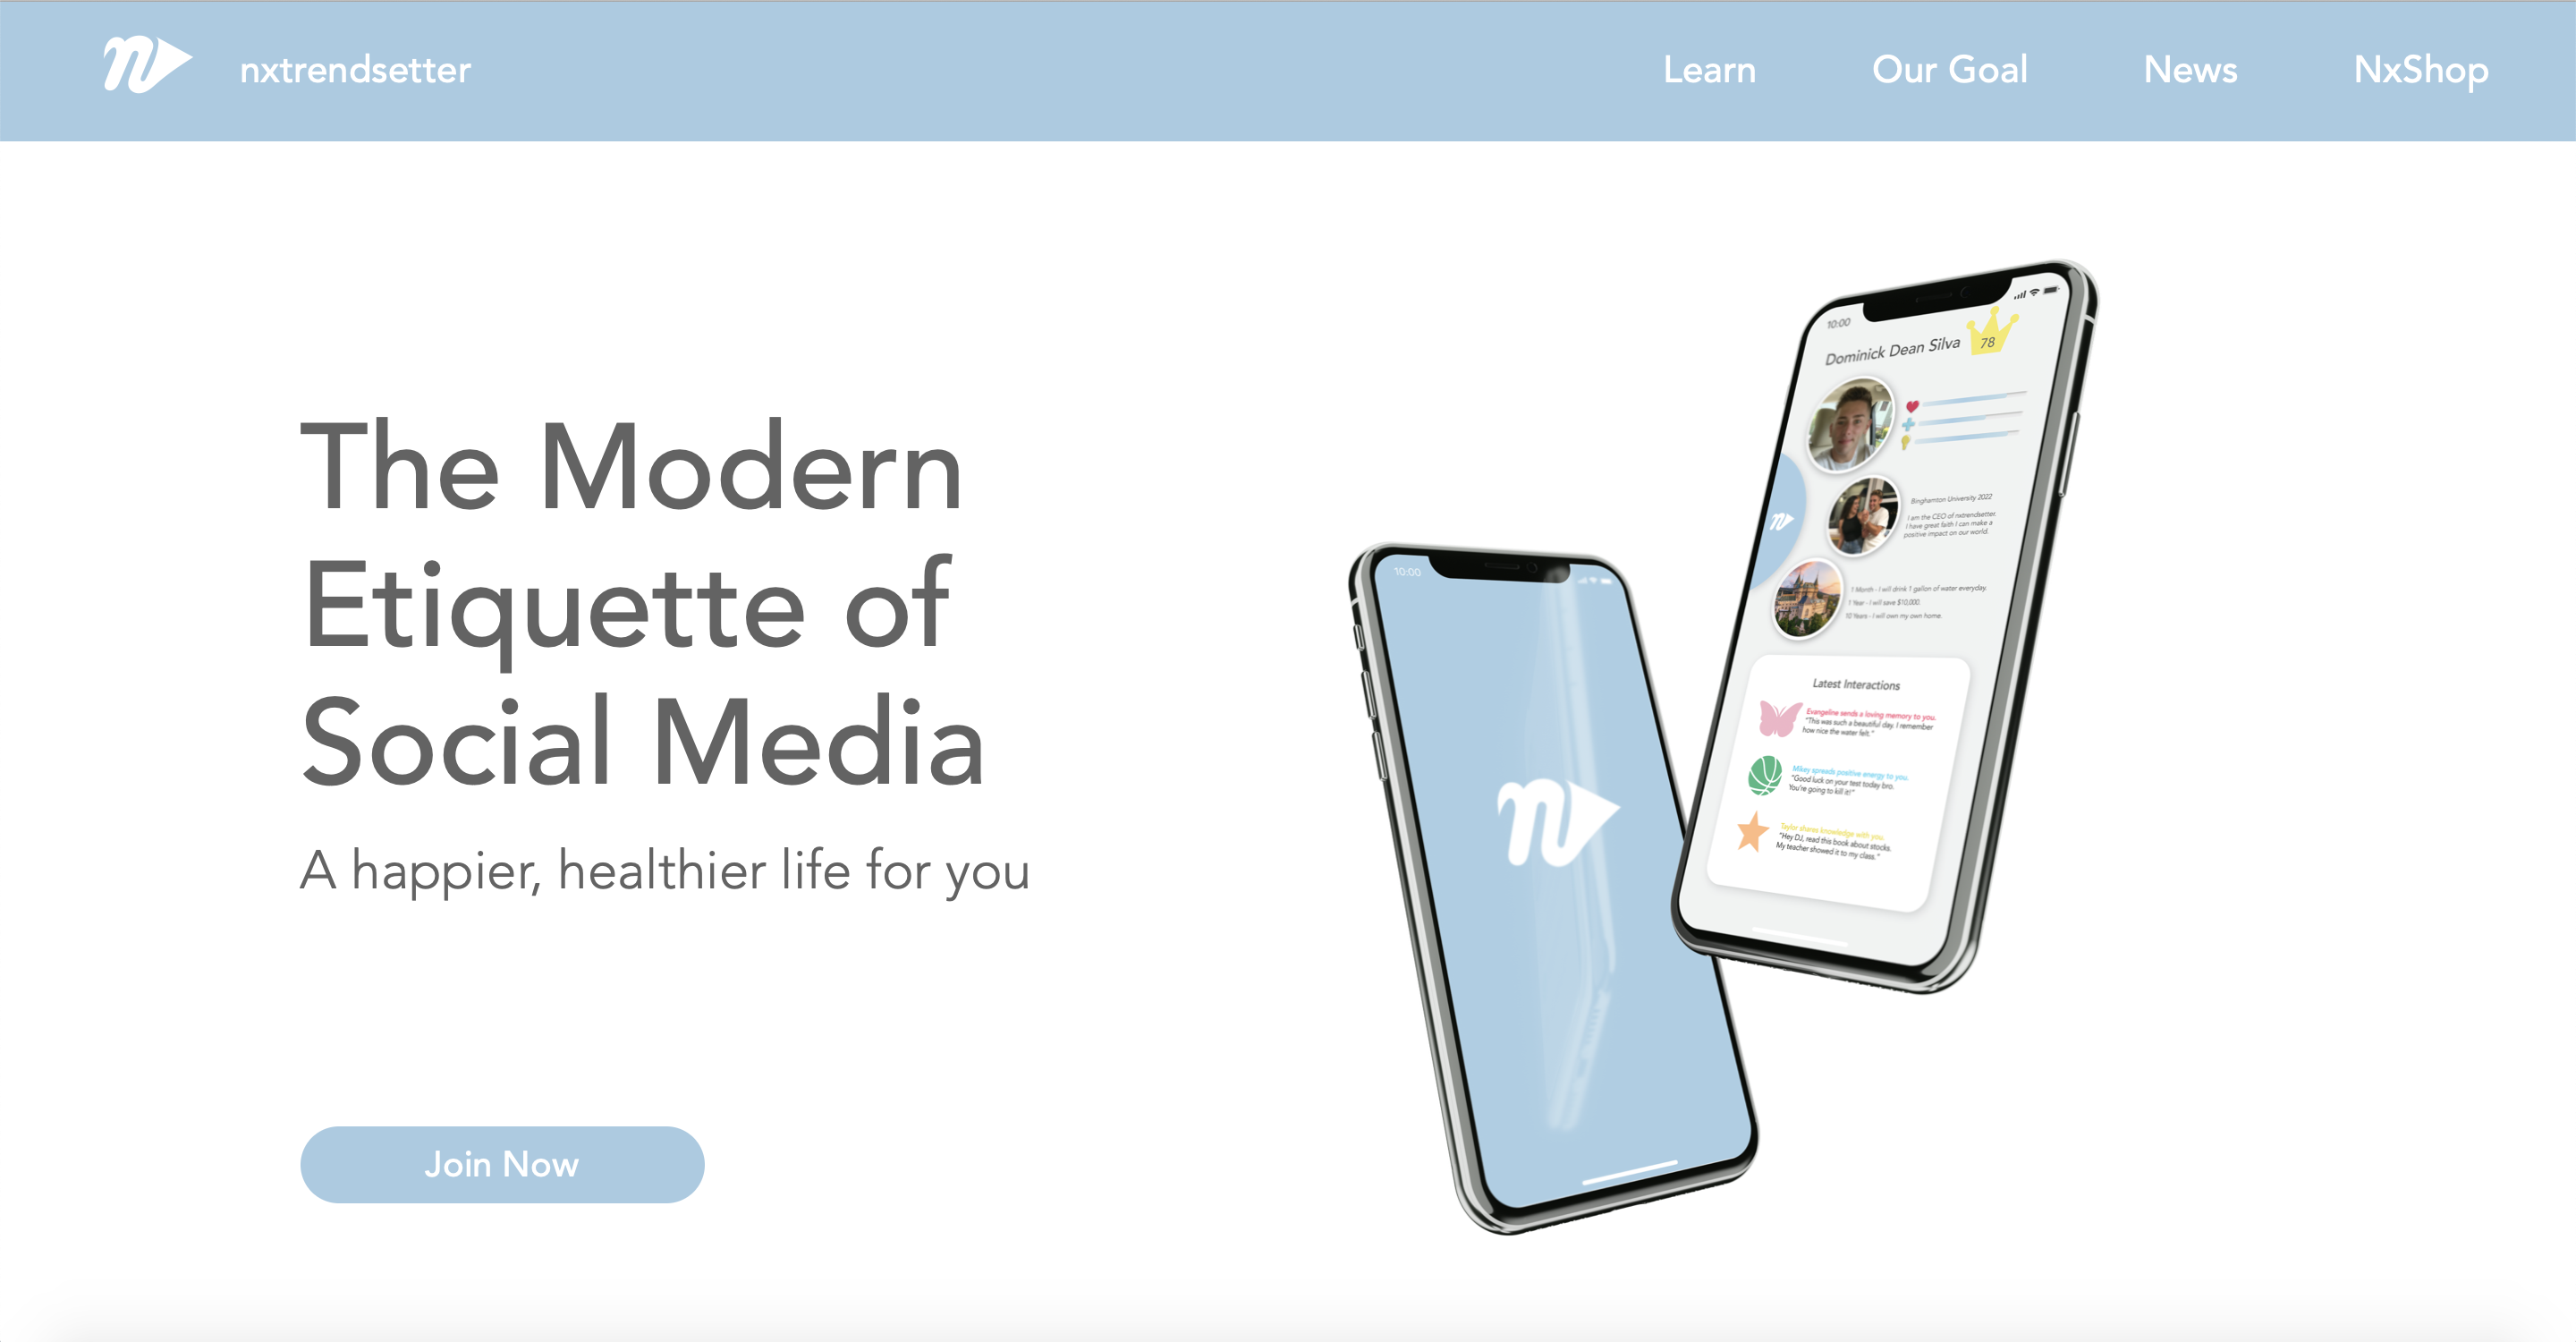 nxtrendsetter
Learn
Our Goal
News
NxShop
The Modern
Etiquette of
Social Media
A happier, healthier life for you
Join Now
10:00
10:00
Dominick Dean Silva
78
Binghamton University 2022
I am the CEO of nxtrendsetter.
I have great faith I can make a
positive impact on our world.
1 Month - I will drink 1 gallon of water everyday.
1 Year - I will save $10,000.
10 Years - I will own my own home.
Latest Interactions
Evangeline sends a loving memory to you.
"This was such a beautiful day. I remember
how nice the water felt."
Mikey spreads positive energy to you.
"Good luck on your test today bro.
You're going to kill it!"
Taylor shares knowledge with you.
"Hey DJ, read this book about stocks.
My teacher showed it to my class."